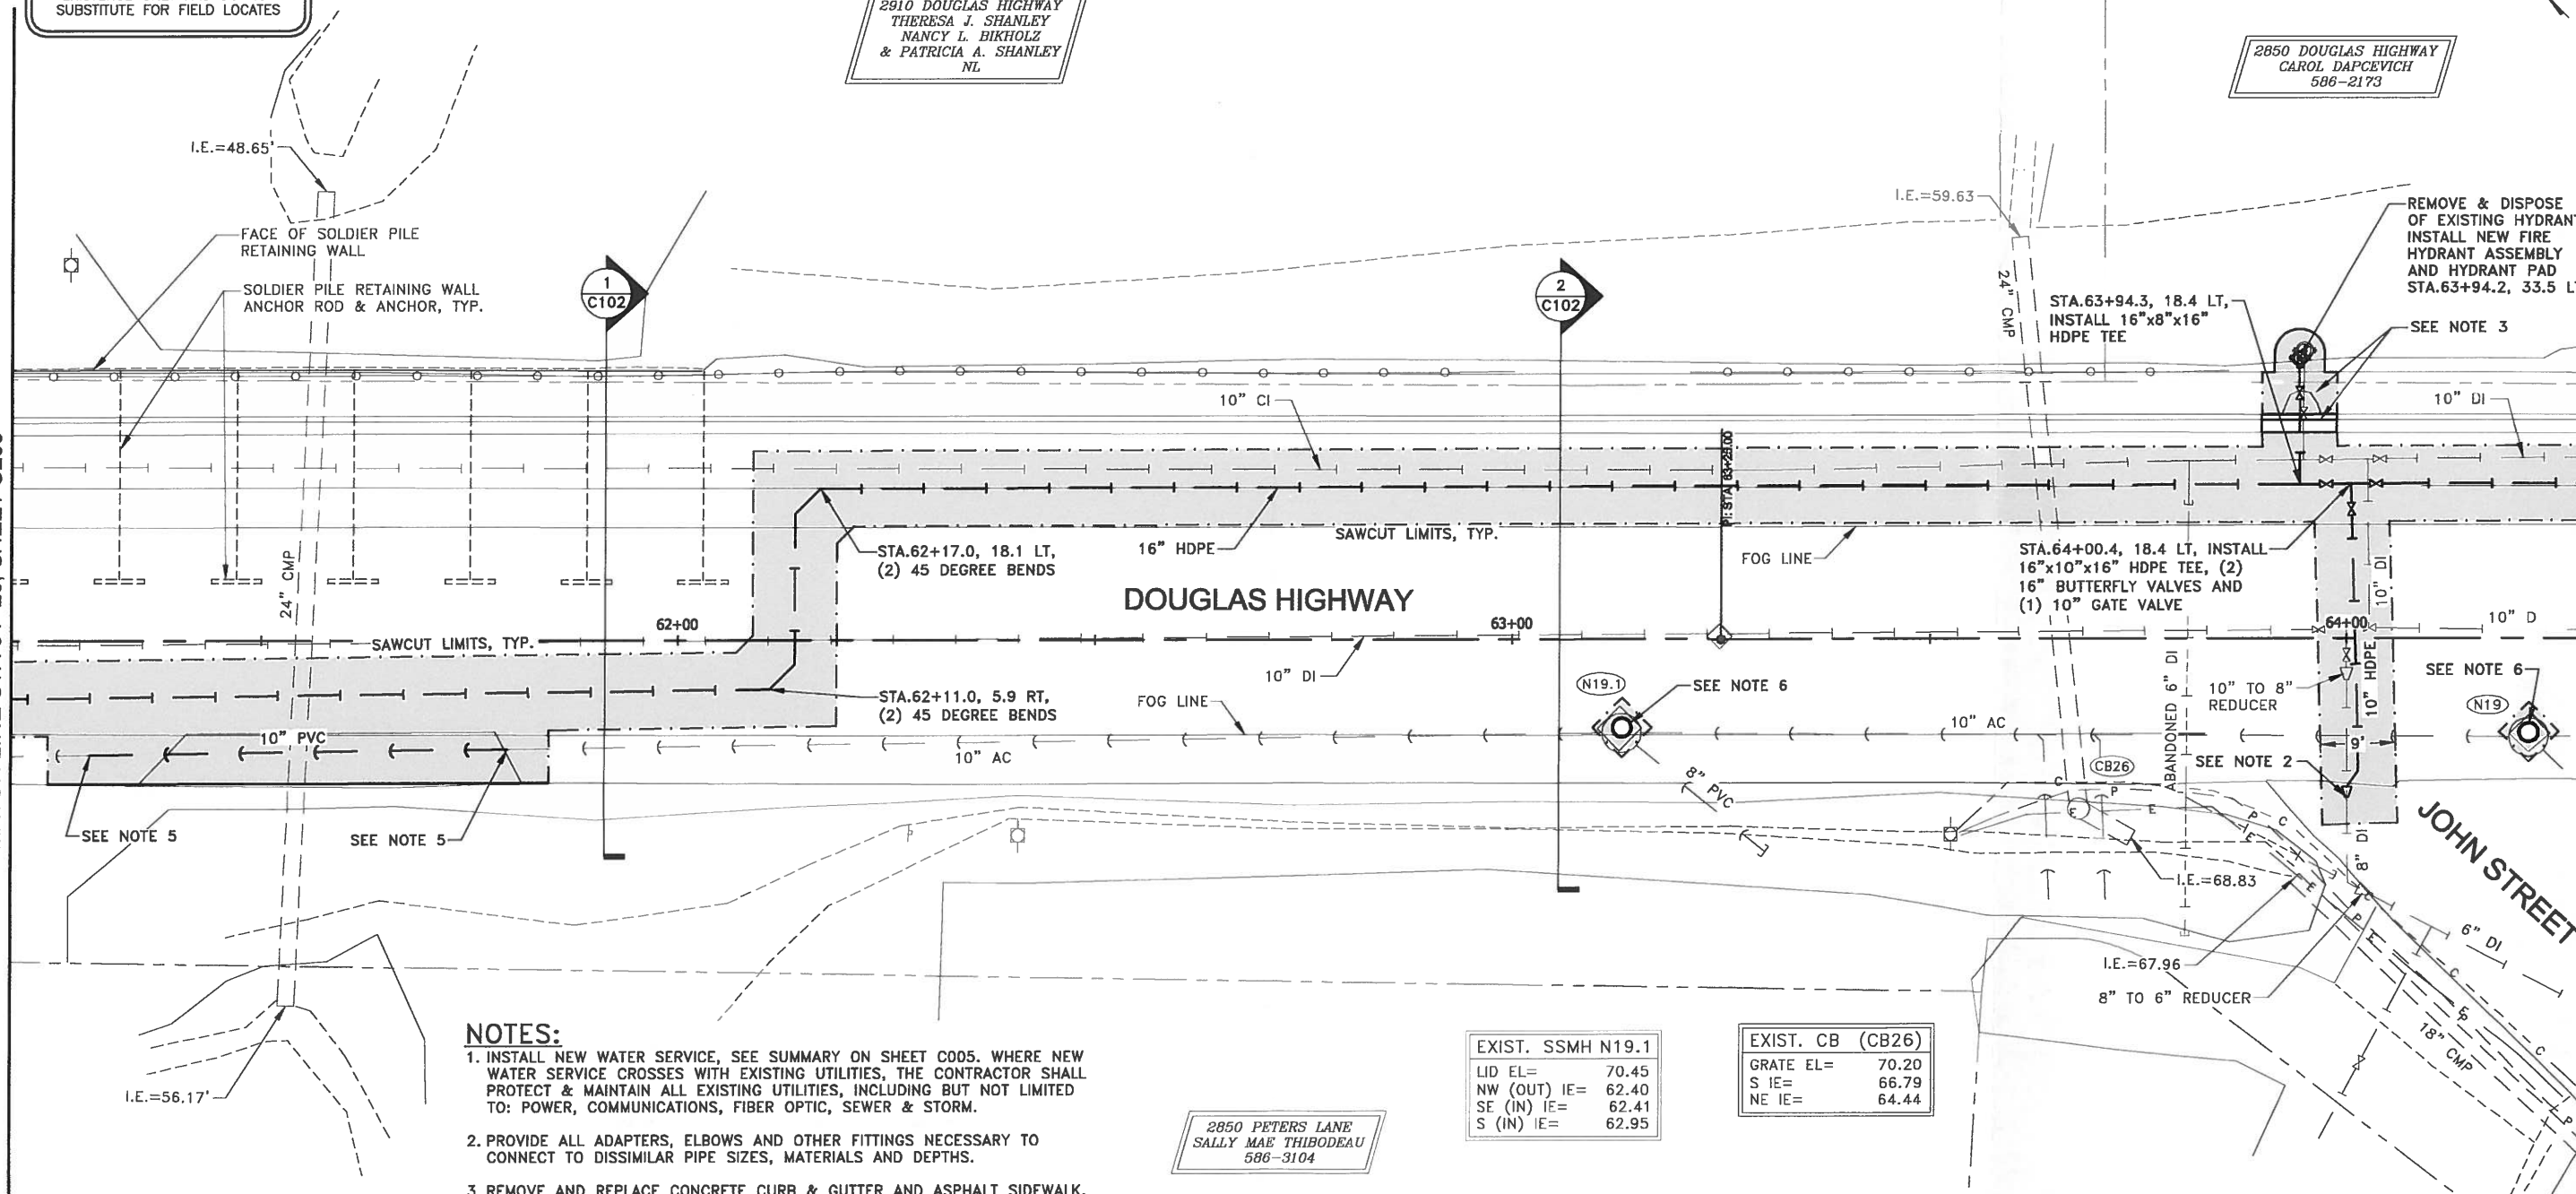 SUBSTITUTE FOR FIELD LOCATES
2910 DOUGLAS HIGHWAY
THERESA J. SHANLEY
NANCY L. BIKHOLZ
& PATRICIA A. SHANLEY
NL
2850 DOUGLAS HIGHWAY
CAROL DAPCEVICH
586-2173
I.E.=48.65'
FACE OF SOLDIER PILE
RETAINING WALL
SOLDIER PILE RETAINING WALL
ANCHOR ROD & ANCHOR, TYP.
1
C102
2
C102
I.E.=59.63
24" CMP
STA.63+94.3, 18.4 LT,
INSTALL 16"x8"x16"
HDPE TEE
REMOVE & DISPOSE
OF EXISTING HYDRANT
INSTALL NEW FIRE
HYDRANT ASSEMBLY
AND HYDRANT PAD
STA.63+94.2, 33.5 LT
SEE NOTE 3
10" CI
10" DI
PI: STA. 63+25.00
STA.62+17.0, 18.1 LT,
(2) 45 DEGREE BENDS
16" HDPE
SAWCUT LIMITS, TYP.
FOG LINE
STA.64+00.4, 18.4 LT, INSTALL
16"x10"x16" HDPE TEE, (2)
16" BUTTERFLY VALVES AND
(1) 10" GATE VALVE
10" DI
DOUGLAS HIGHWAY
24" CMP
62+00
63+00
64+00
10" D
SAWCUT LIMITS, TYP.
10" DI
STA.62+11.0, 5.9 RT,
(2) 45 DEGREE BENDS
FOG LINE
N19.1
SEE NOTE 6
10" AC
ABANDONED 6" DI
10" TO 8"
REDUCER
10" HDPE
SEE NOTE 6
N19
10" PVC
10" AC
9'
SEE NOTE 2
CB26
8" PVC
SEE NOTE 5
SEE NOTE 5
C
P
E
E
P
C
E
8" DI
JOHN STREET
I.E.=68.83
6" DI
I.E.=67.96
8" TO 6" REDUCER
18" CMP
I.E.=56.17'
NOTES:
1. INSTALL NEW WATER SERVICE, SEE SUMMARY ON SHEET C005. WHERE NEW
WATER SERVICE CROSSES WITH EXISTING UTILITIES, THE CONTRACTOR SHALL
PROTECT & MAINTAIN ALL EXISTING UTILITIES, INCLUDING BUT NOT LIMITED
TO: POWER, COMMUNICATIONS, FIBER OPTIC, SEWER & STORM.
2. PROVIDE ALL ADAPTERS, ELBOWS AND OTHER FITTINGS NECESSARY TO
CONNECT TO DISSIMILAR PIPE SIZES, MATERIALS AND DEPTHS.
3. REMOVE AND REPLACE CONCRETE CURB & GUTTER AND ASPHALT SIDEWALK.
2850 PETERS LANE
SALLY MAE THIBODEAU
586-3104
EXIST. SSMH N19.1
LID EL= 70.45
NW (OUT) IE= 62.40
SE (IN) IE= 62.41
S (IN) IE= 62.95
EXIST. CB (CB26)
GRATE EL= 70.20
S IE= 66.79
NE IE= 64.44